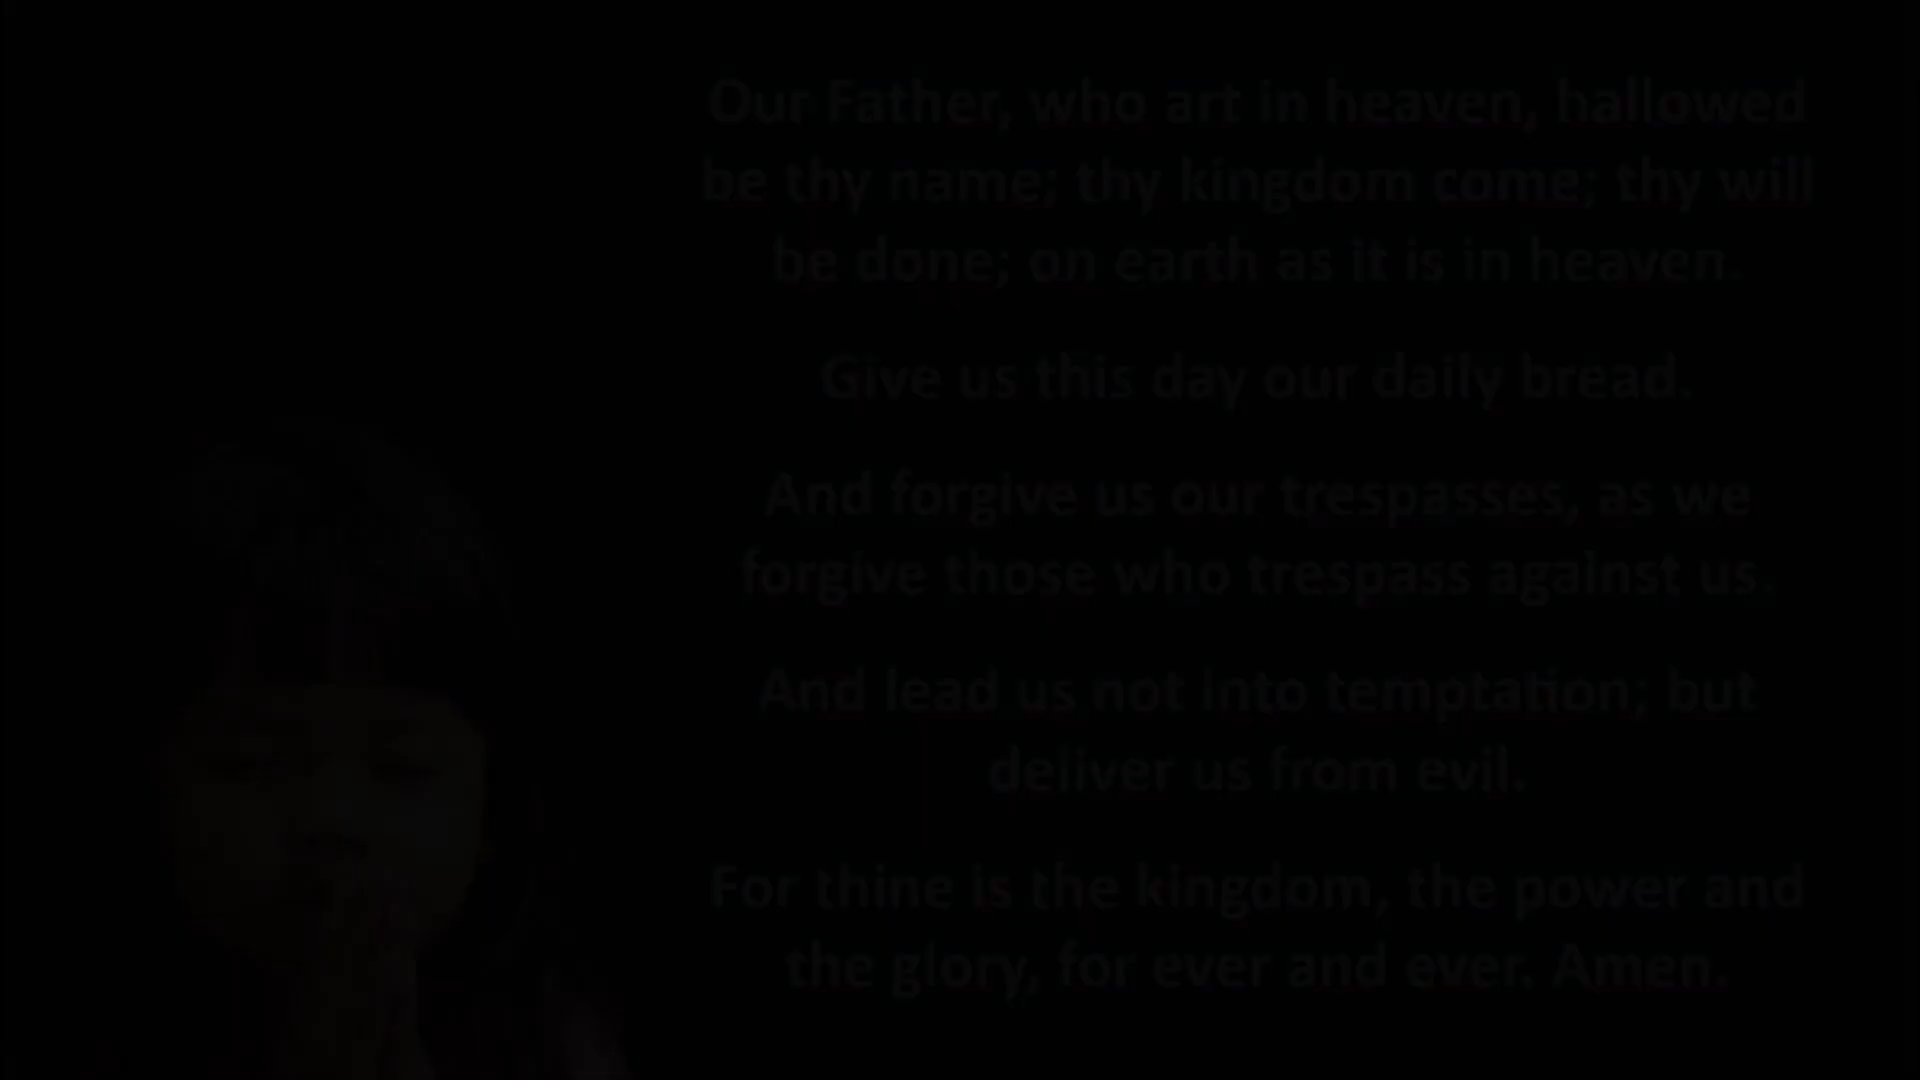 Our Father, who art in heaven, hallowed
be thy name; thy kingdom come; thy will
be done; on earth as it is in heaven.
Give us this day our daily bread.
And forgive us our trespasses, as we
forgive those who trespass against us.
And lead us not into temptation; but
deliver us from evil.
For thine is the kingdom, the power and
the glory, for ever and ever. Amen.